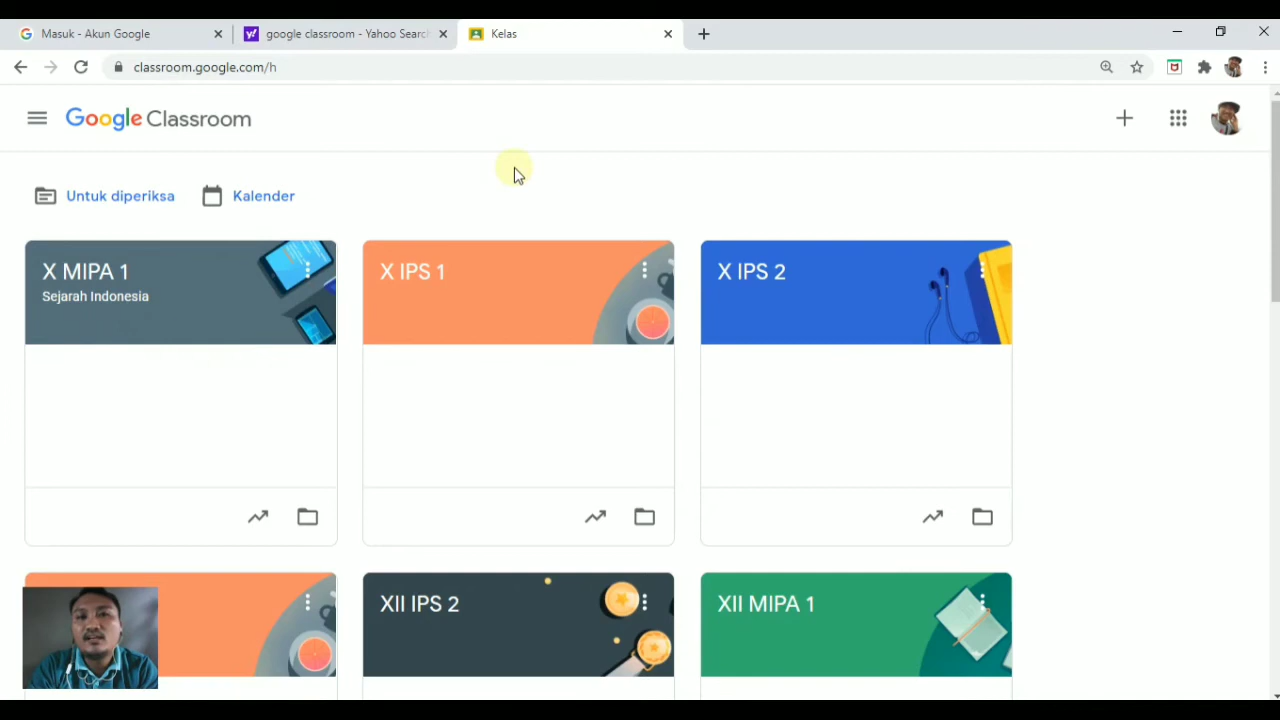 Masuk - Akun Google
google classroom - Yahoo Searc
Kelas
classroom.google.com/h
Google Classroom
Untuk diperiksa
Kalender
X MIPA 1
Sejarah Indonesia
X IPS 1
X IPS 2
XII IPS 2
XII MIPA 1